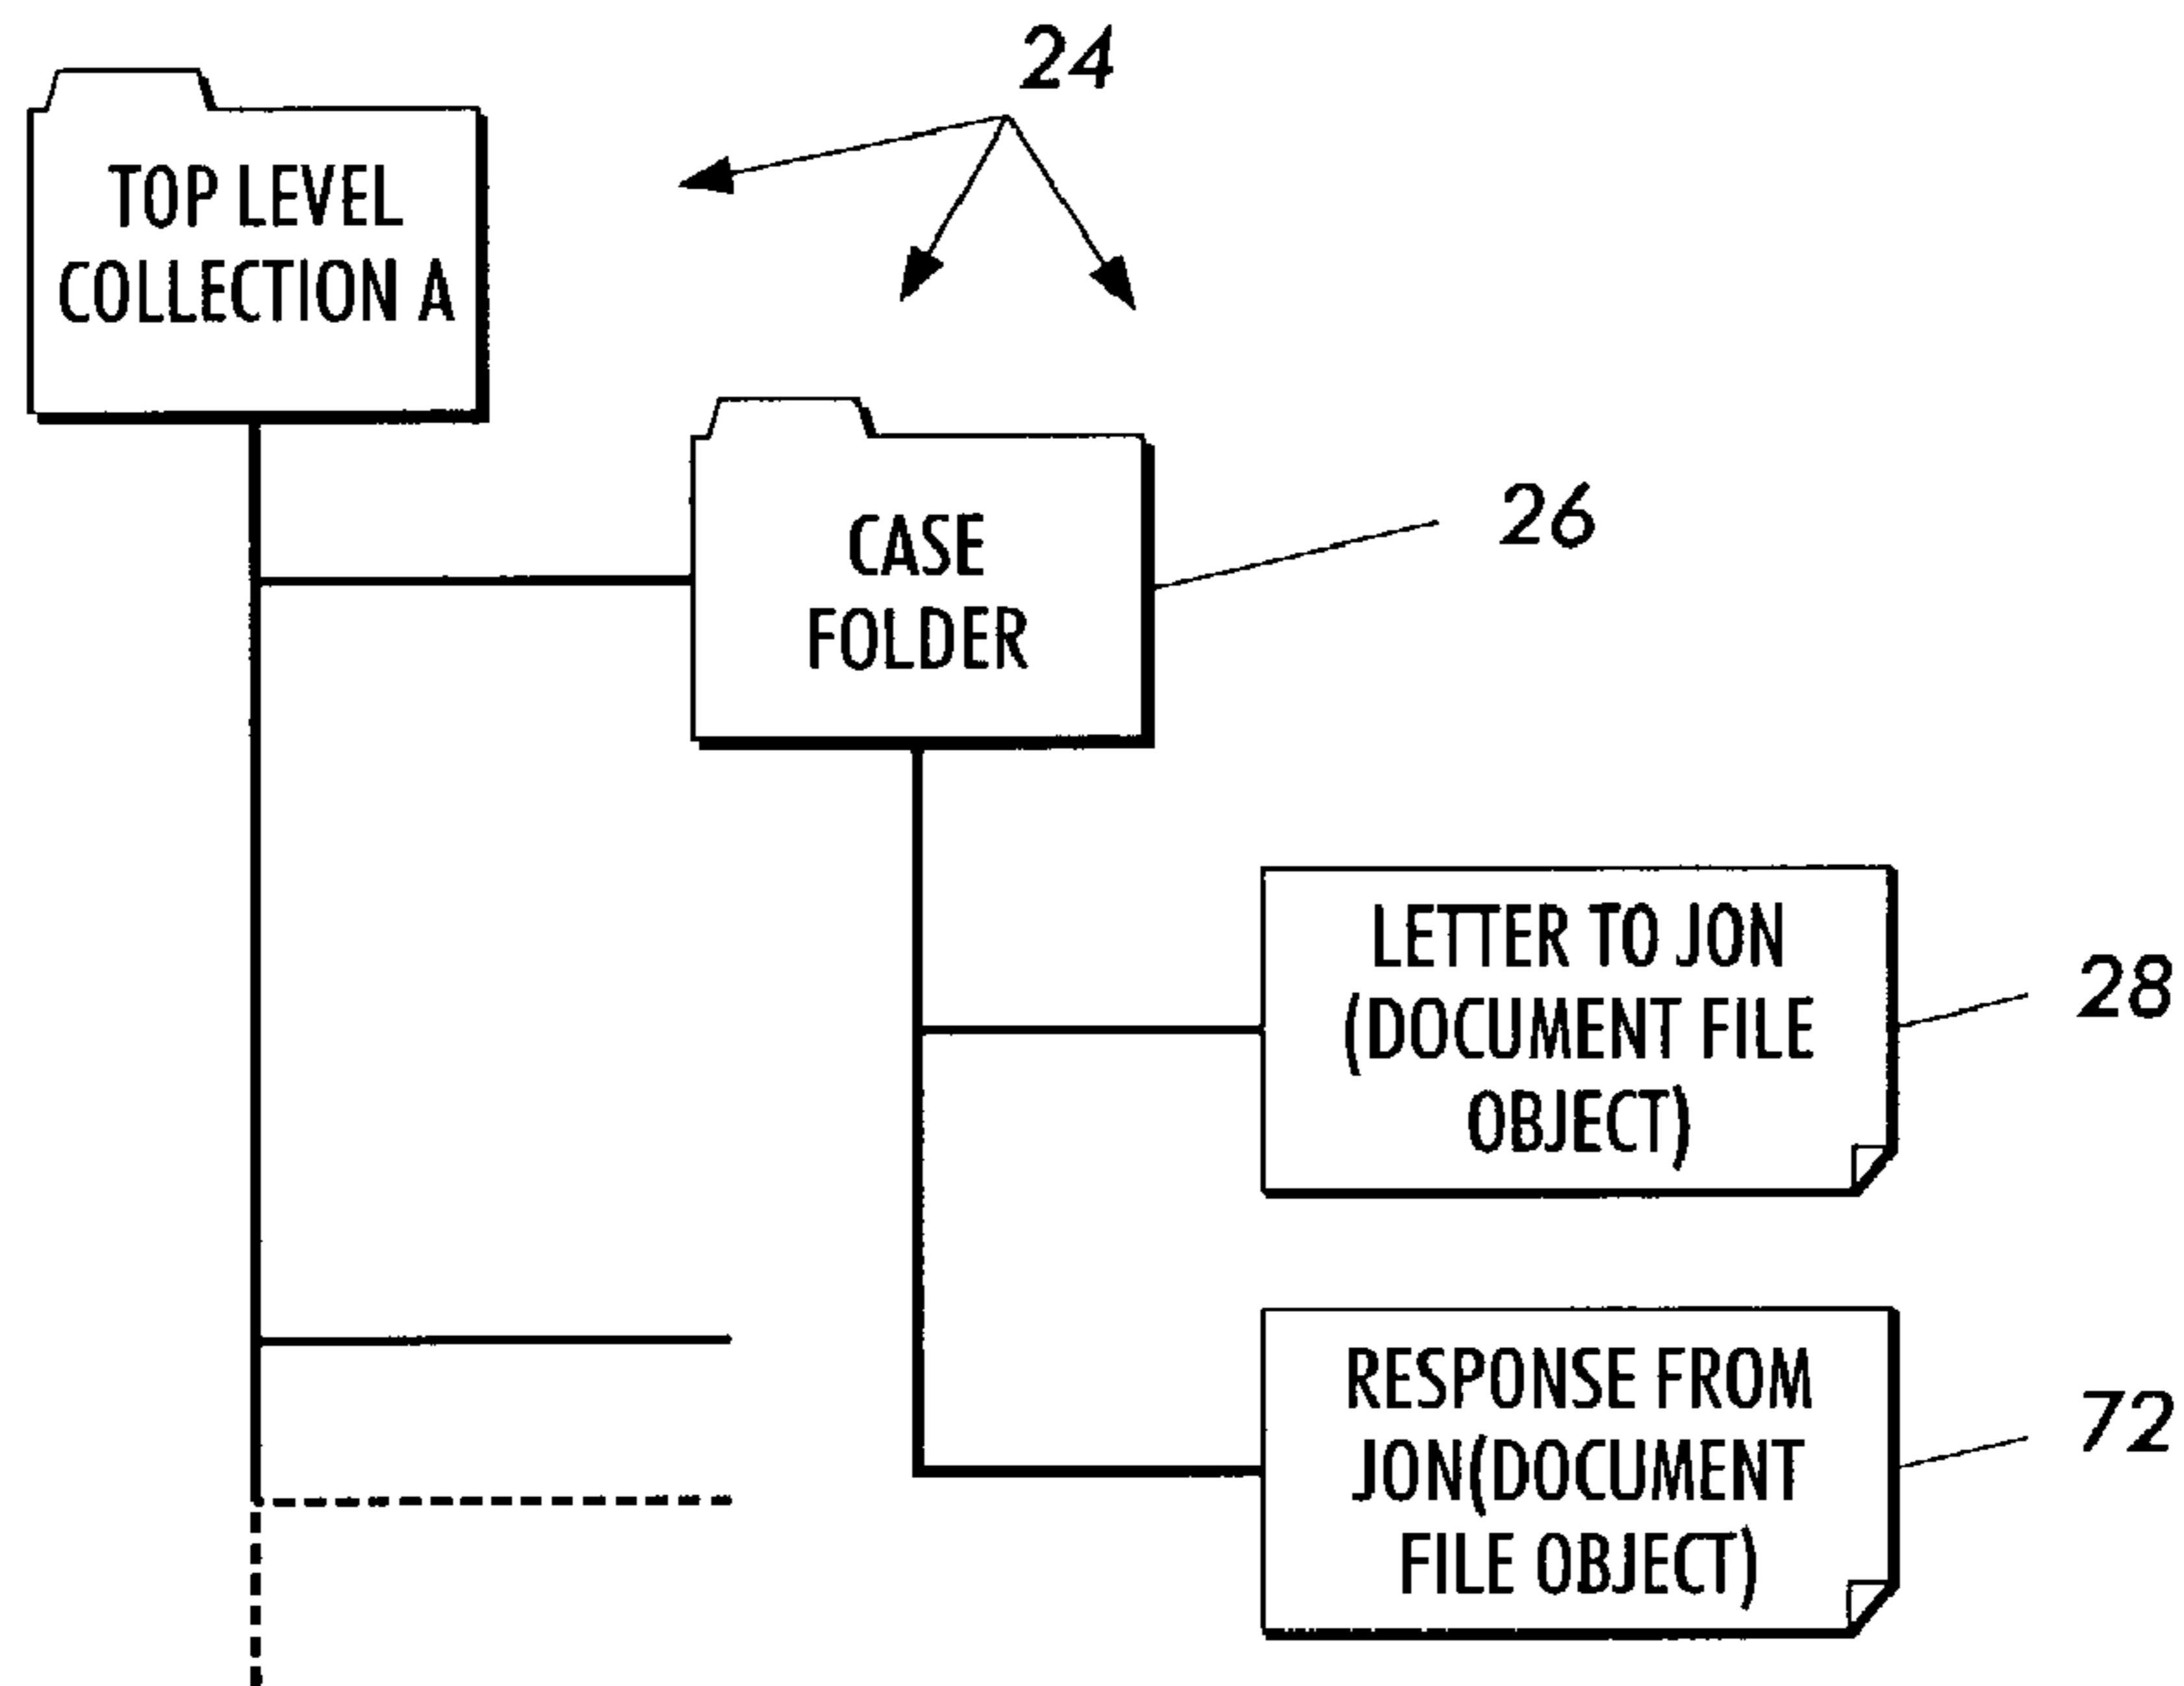 24
TOP LEVEL
COLLECTION A
CASE
FOLDER
26
LETTER TO JON
(DOCUMENT FILE
OBJECT)
28
RESPONSE FROM
JON(DOCUMENT
FILE OBJECT)
72